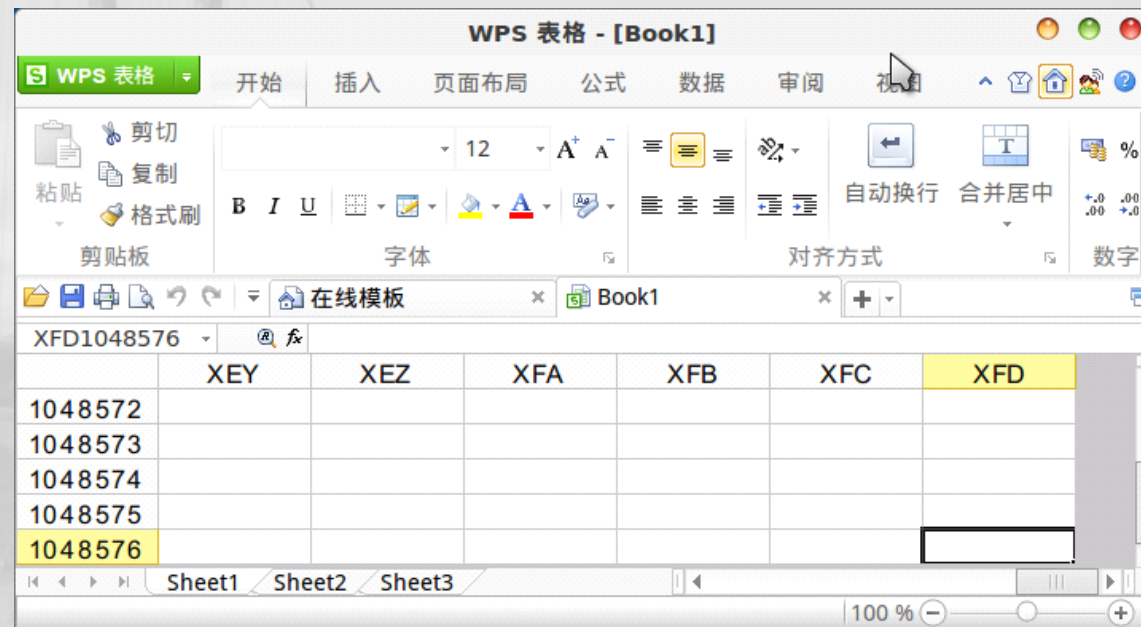 WPS 表格 - [Book1]
WPS 表格
开始 插入 页面布局 公式 数据 审阅 视图
剪切
12 A+ A-
%
复制
粘贴
B I U A
自动换行 合并居中
格式刷
剪贴板 字体 对齐方式 数字
在线模板 × Book1 ×
XFD1048576 fx
XEY XEZ XFA XFB XFC XFD
1048572
1048573
1048574
1048575
1048576
Sheet1 Sheet2 Sheet3
100 %